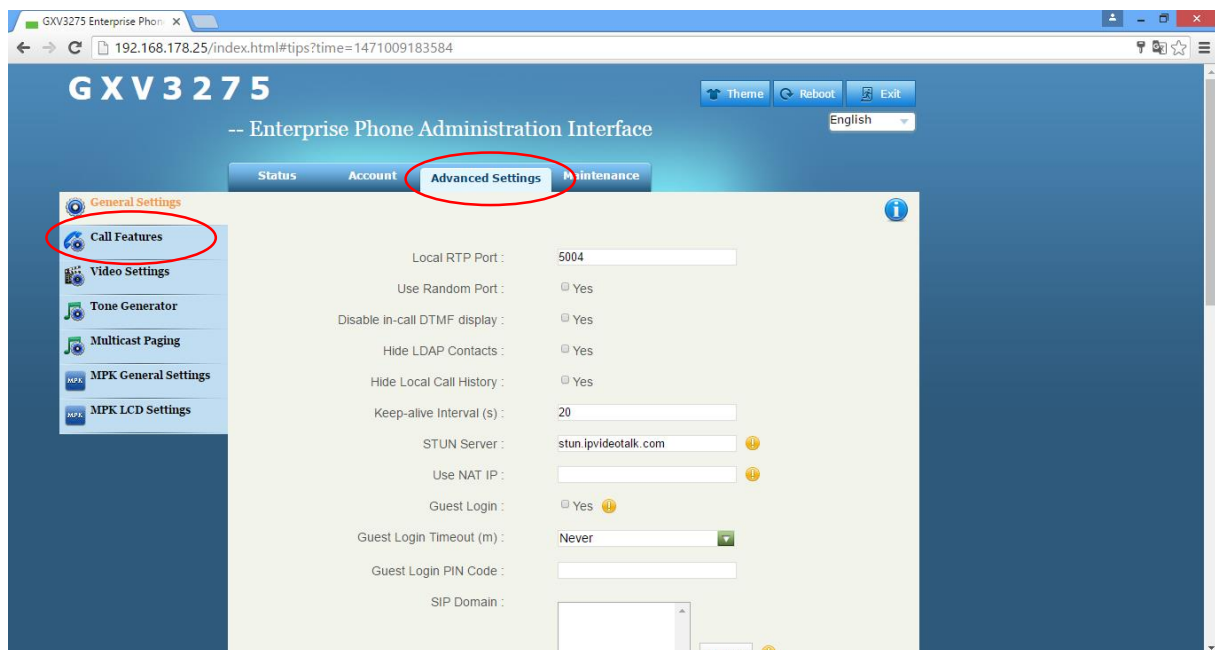 GXV3275 Enterprise Phon
192.168.178.25/index.html#tips?time=1471009183584
GXV3275
Theme Reboot Exit
-- Enterprise Phone Administration Interface
English
Status Account Advanced Settings Maintenance
General Settings
Call Features
Video Settings
Tone Generator
Multicast Paging
MPK General Settings
MPK LCD Settings
Local RTP Port : 5004
Use Random Port : Yes
Disable in-call DTMF display : Yes
Hide LDAP Contacts : Yes
Hide Local Call History : Yes
Keep-alive Interval (s) : 20
STUN Server : stun.ipvideotalk.com
Use NAT IP :
Guest Login : Yes
Guest Login Timeout (m) : Never
Guest Login PIN Code :
SIP Domain :